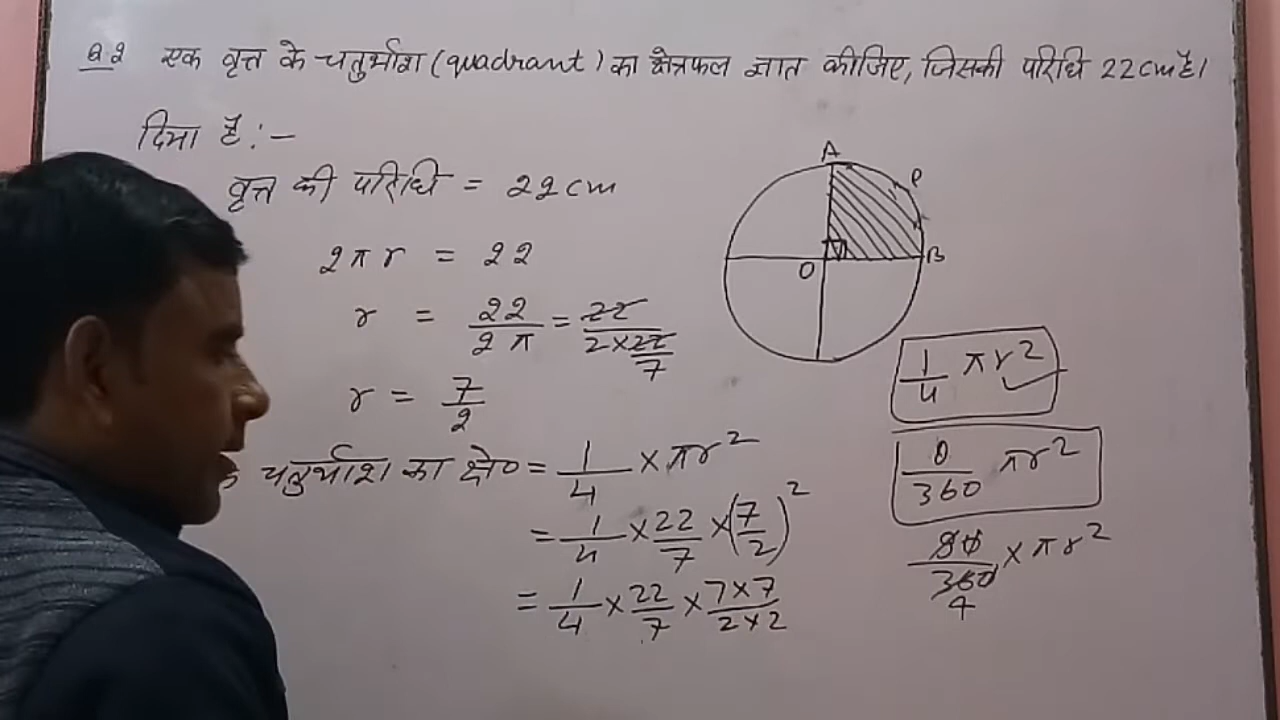 Q.2 एक वृत्त के चतुर्भाश (quadrant) का क्षेत्रफल ज्ञात कीजिए, जिसकी परिधि 22cm है।
दिया है :-
वृत्त की परिधि = 22cm
2πr = 22
r = 22/2π = 22/(2×22/7)
r = 7/2
चतुर्भाश का क्षे० = 1/4 × πr²
= 1/4 × 22/7 × (7/2)²
= 1/4 × 22/7 × (7×7)/(2×2)
A
P
O
B
1/4 πr²
θ/360 πr²
90/360 × πr²
4